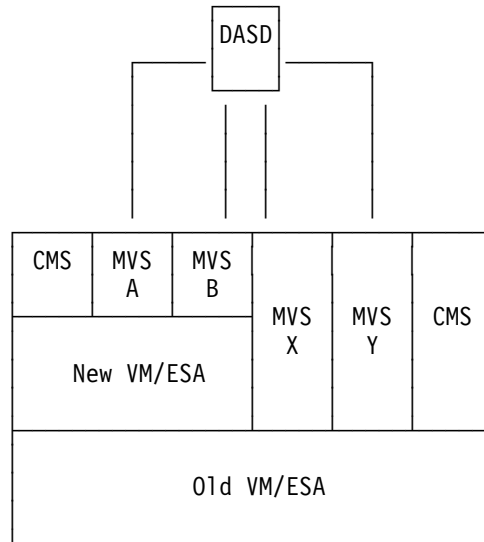 DASD
CMS
MVS
A
MVS
B
MVS
X
MVS
Y
CMS
New VM/ESA
Old VM/ESA